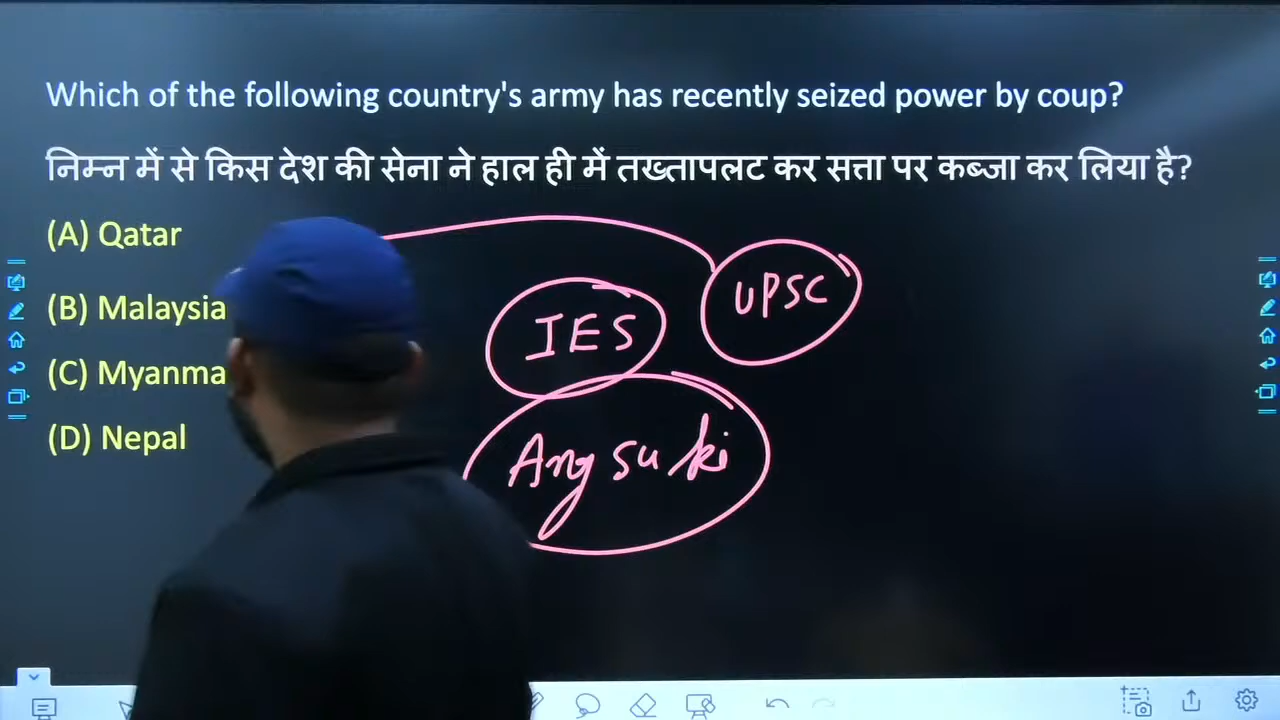 Which of the following country's army has recently seized power by coup?
निम्न में से किस देश की सेना ने हाल ही में तख्तापलट कर सत्ता पर कब्जा कर लिया है?
(A) Qatar
(B) Malaysia
(C) Myanma
(D) Nepal
UPSC
IES
Ang su ki